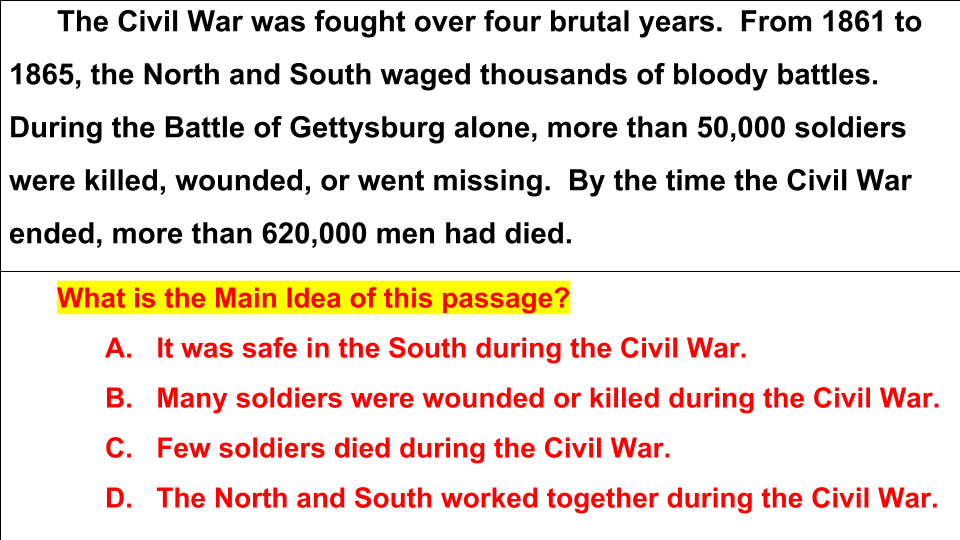 The Civil War was fought over four brutal years.  From 1861 to
1865, the North and South waged thousands of bloody battles.
During the Battle of Gettysburg alone, more than 50,000 soldiers
were killed, wounded, or went missing.  By the time the Civil War
ended, more than 620,000 men had died.
What is the Main Idea of this passage?
A. It was safe in the South during the Civil War.
B. Many soldiers were wounded or killed during the Civil War.
C. Few soldiers died during the Civil War.
D. The North and South worked together during the Civil War.